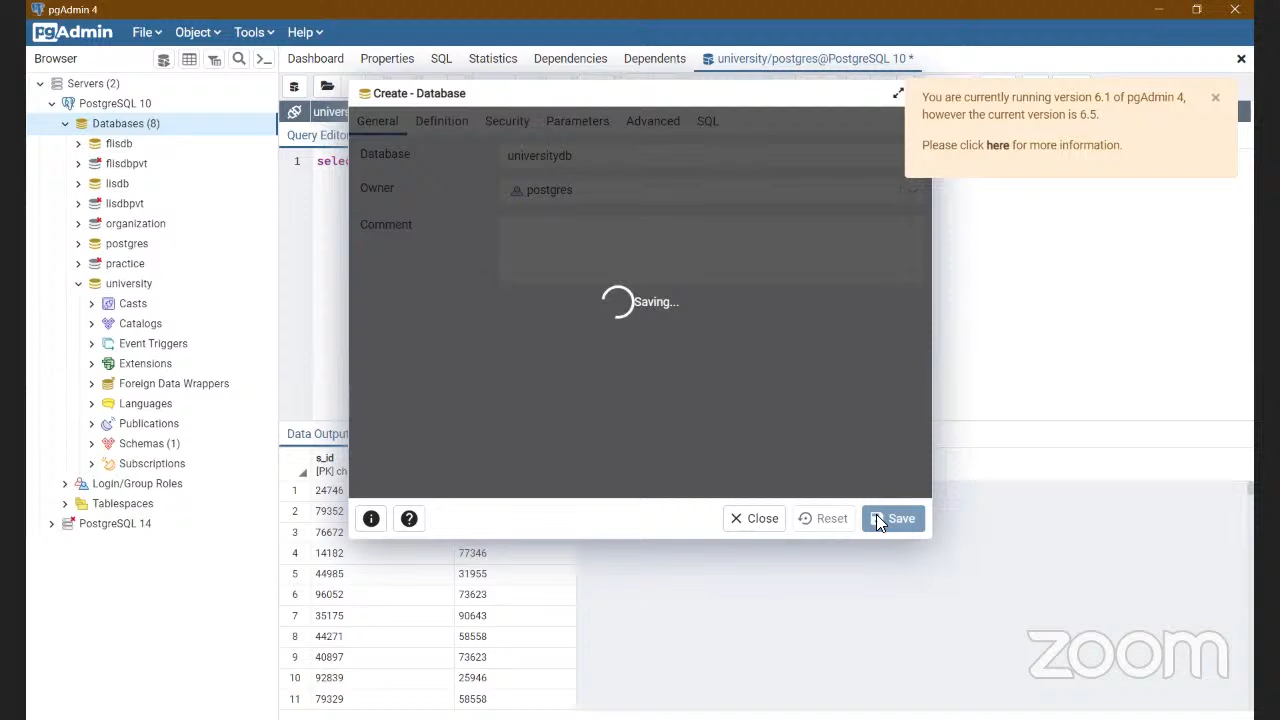 pgAdmin 4
pgAdmin File Object Tools Help
Browser
Dashboard Properties SQL Statistics Dependencies Dependents university/postgres@PostgreSQL 10 *
Servers (2)
PostgreSQL 10
Databases (8)
flisdb
flisdbpvt
lisdb
lisdbpvt
organization
postgres
practice
university
Casts
Catalogs
Event Triggers
Extensions
Foreign Data Wrappers
Languages
Publications
Schemas (1)
Subscriptions
Login/Group Roles
Tablespaces
PostgreSQL 14
univers
Query Edito
1 selec
Create - Database
General Definition Security Parameters Advanced SQL
Database universitydb
Owner postgres
Comment
Saving...
Close Reset Save
You are currently running version 6.1 of pgAdmin 4,
however the current version is 6.5.
Please click here for more information.
Data Output
s_id
[PK] ch
1 24746
2 79352
3 76672
4 14182 77346
5 44985 31955
6 96052 73623
7 35175 90643
8 44271 58558
9 40897 73623
10 92839 25946
11 79329 58558
zoom